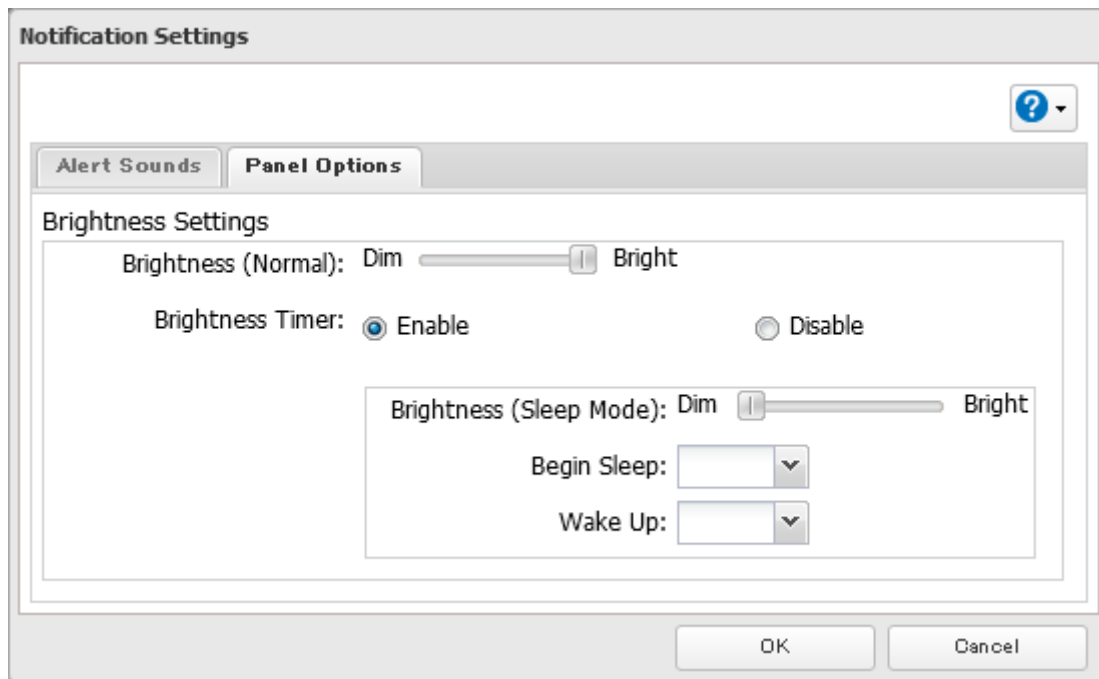 Notification Settings
?
Alert Sounds Panel Options
Brightness Settings
Brightness (Normal): Dim Bright
Brightness Timer: Enable Disable
Brightness (Sleep Mode): Dim Bright
Begin Sleep:
Wake Up:
OK Cancel